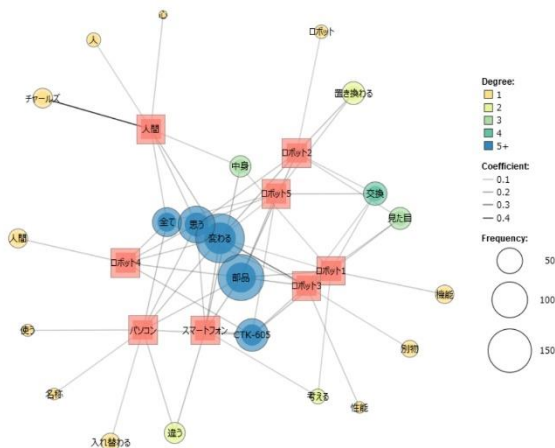 心
人
ロボット
チャールズ
置き換わる
人間
ロボット2
中身
ロボット5
交換
見た目
全て
思う
変わる
人間
ロボット4
部品
ロボット1
ロボット3
機能
使う
パソコン
スマートフォン
CTK-605
別物
名称
考える
性能
入れ替わる
違う
Degree:
1
2
3
4
5+
Coefficient:
0.1
0.2
0.3
0.4
Frequency:
50
100
150